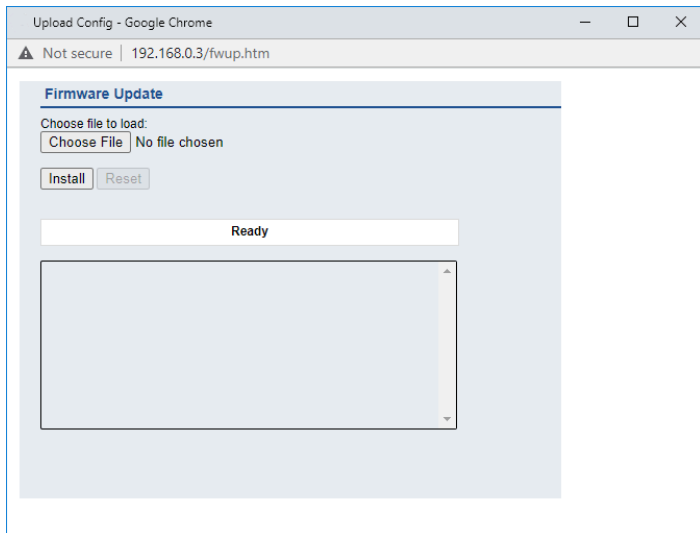 Upload Config - Google Chrome
Not secure | 192.168.0.3/fwup.htm
Firmware Update
Choose file to load:
Choose File No file chosen
Install Reset
Ready